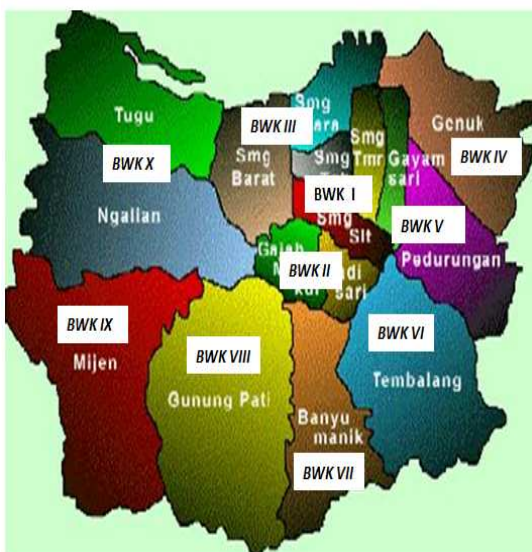 Tugu
BWK X
Ngalian
BWK III
Smg
Barat
Smg
Smg
Tmr
Gayam
sari
Genuk
BWK IV
Smg
BWK I
Smg
Slt
BWK V
Pedurungan
BWK II
BWK IX
Mijen
BWK VIII
Gunung Pati
BWK VI
Tembalang
Banyu
manik
BWK VII